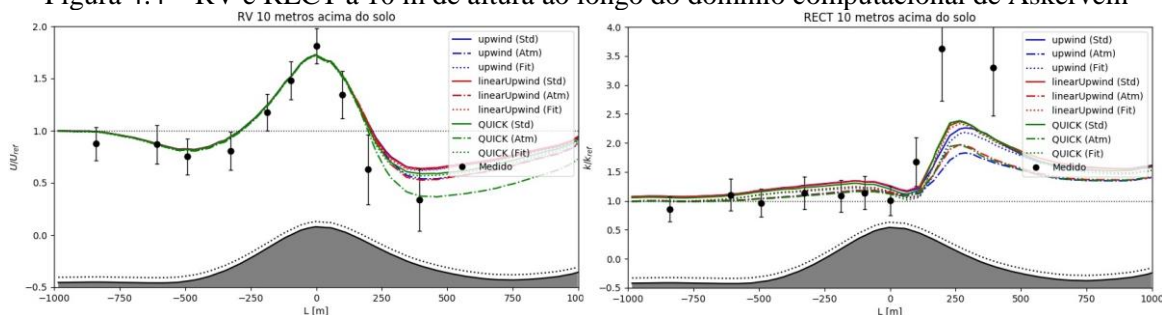 Figura 4.4 – RV e RECT a 10 m de altura ao longo do domínio computacional de Askervein
RV 10 metros acima do solo
2.0
1.5
1.0
0.5
0.0
−0.5
U/Uref
upwind (Std)
upwind (Atm)
upwind (Fit)
linearUpwind (Std)
linearUpwind (Atm)
linearUpwind (Fit)
QUICK (Std)
QUICK (Atm)
QUICK (Fit)
Medido
−1000 −750 −500 −250 0 250 500 750 1000
L [m]
RECT 10 metros acima do solo
4.0
3.5
3.0
2.5
2.0
1.5
1.0
0.5
0.0
−0.5
k/kref
upwind (Std)
upwind (Atm)
upwind (Fit)
linearUpwind (Std)
linearUpwind (Atm)
linearUpwind (Fit)
QUICK (Std)
QUICK (Atm)
QUICK (Fit)
Medido
−1000 −750 −500 −250 0 250 500 750 1000
L [m]